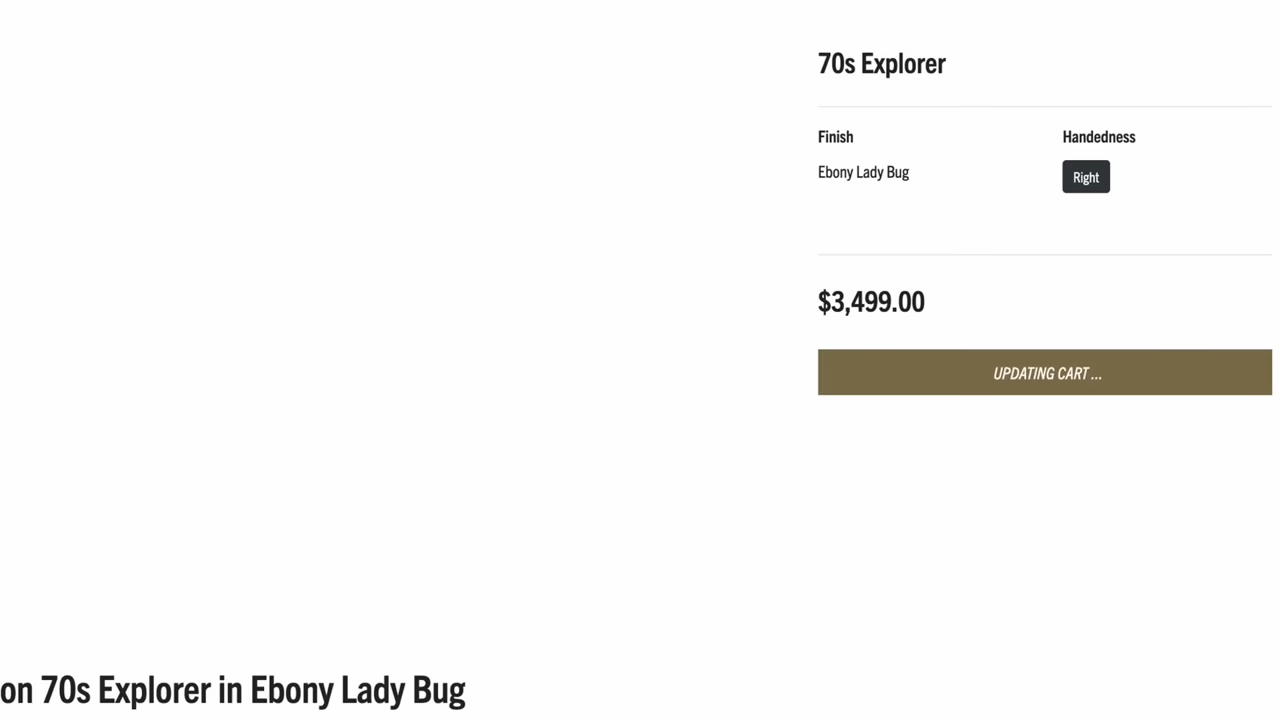 70s Explorer
Finish
Handedness
Ebony Lady Bug
Right
$3,499.00
UPDATING CART ...
on 70s Explorer in Ebony Lady Bug